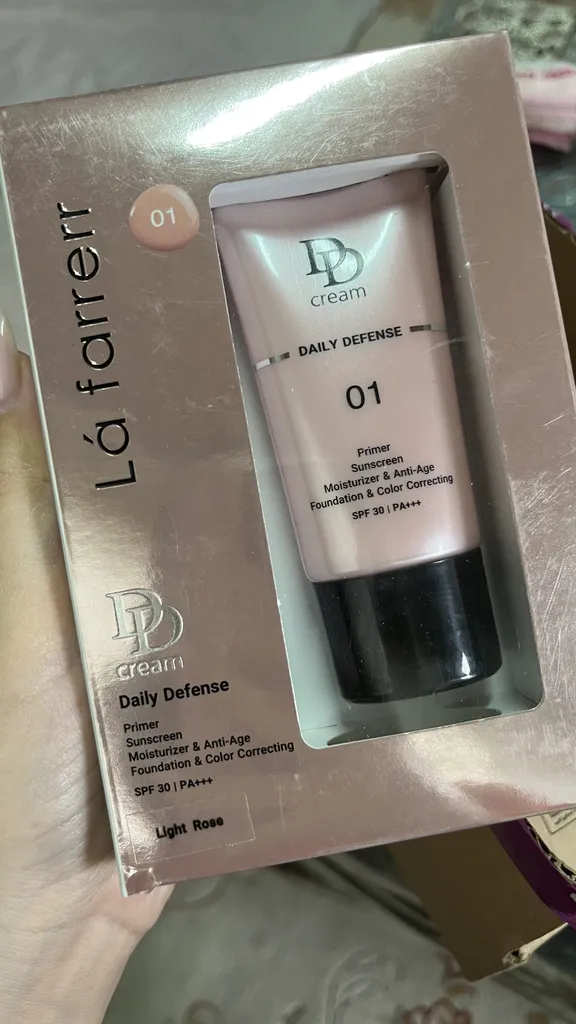 Lá farrerr
01
DD
cream
DAILY DEFENSE
01
Primer
Sunscreen
Moisturizer & Anti-Age
Foundation & Color Correcting
SPF 30 | PA+++
DD
cream
Daily Defense
Primer
Sunscreen
Moisturizer & Anti-Age
Foundation & Color Correcting
SPF 30 | PA+++
Light Rose